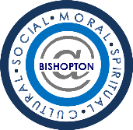 SOCIAL • MORAL • SPIRITUAL • CULTURAL •
@
BISHOPTON